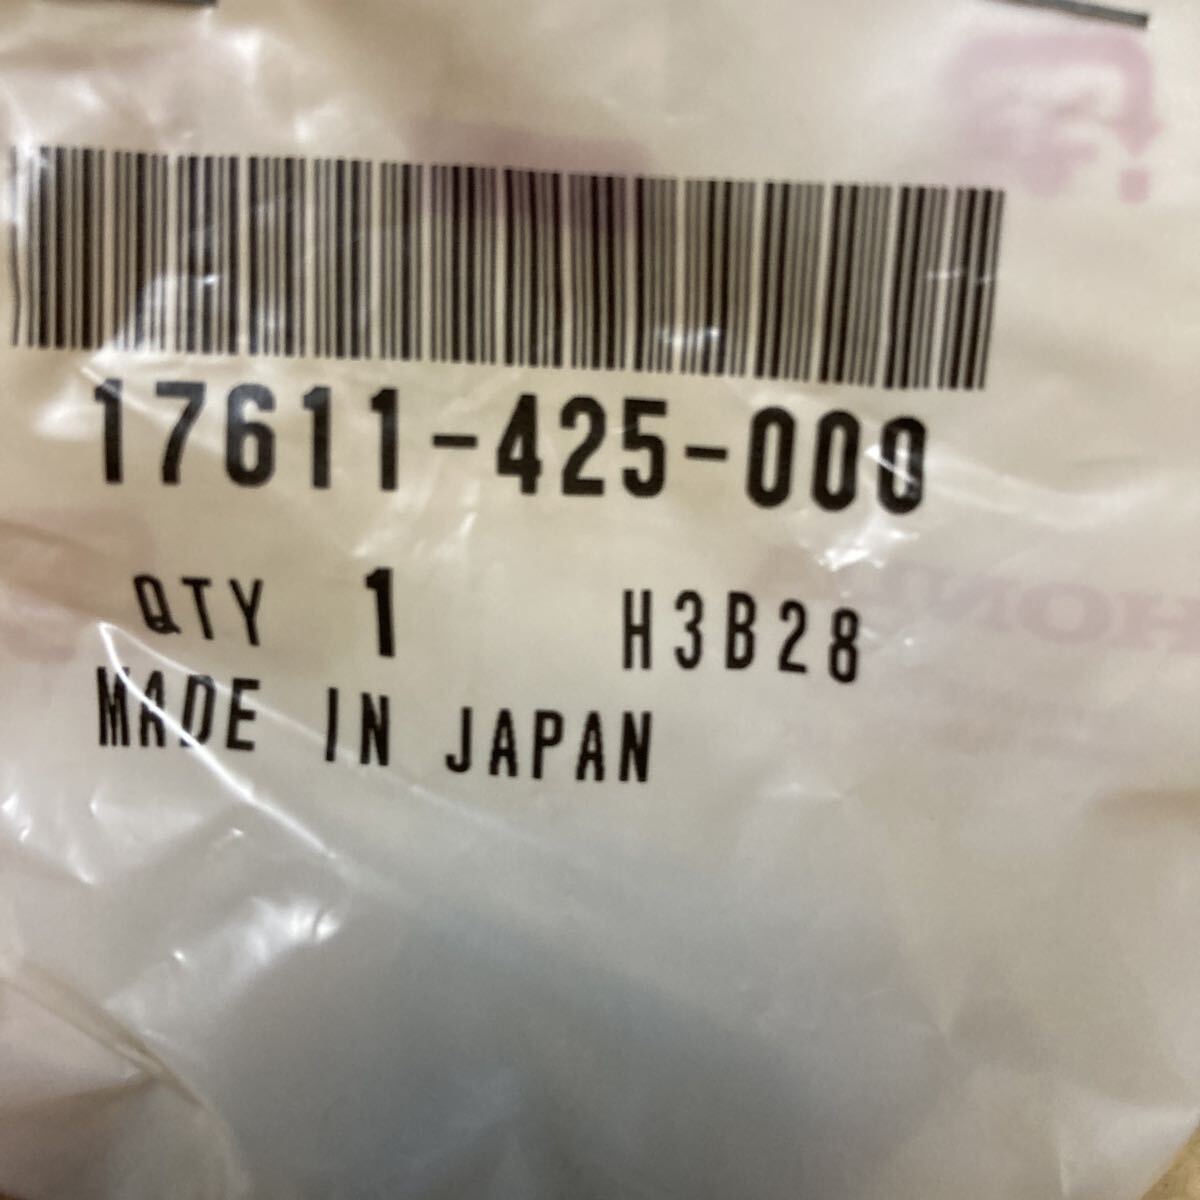 17611-425-000
QTY 1 H3B28
MADE IN JAPAN